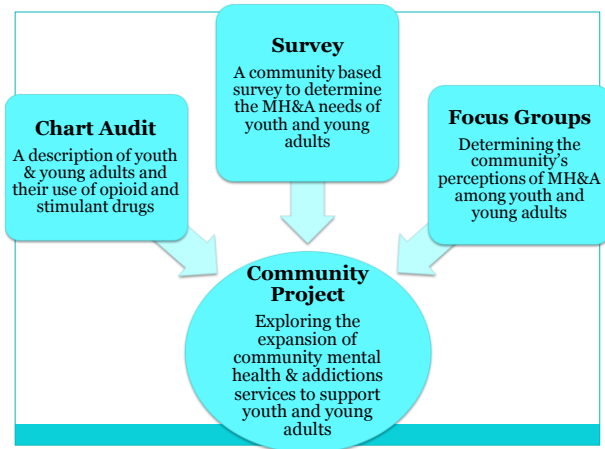 Survey
A community based
survey to determine
the MH&A needs of
youth and young
adults
Chart Audit
A description of youth
& young adults and
their use of opioid and
stimulant drugs
Focus Groups
Determining the
community's
perceptions of MH&A
among youth and
young adults
Community
Project
Exploring the
expansion of
community mental
health & addictions
services to support
youth and young
adults